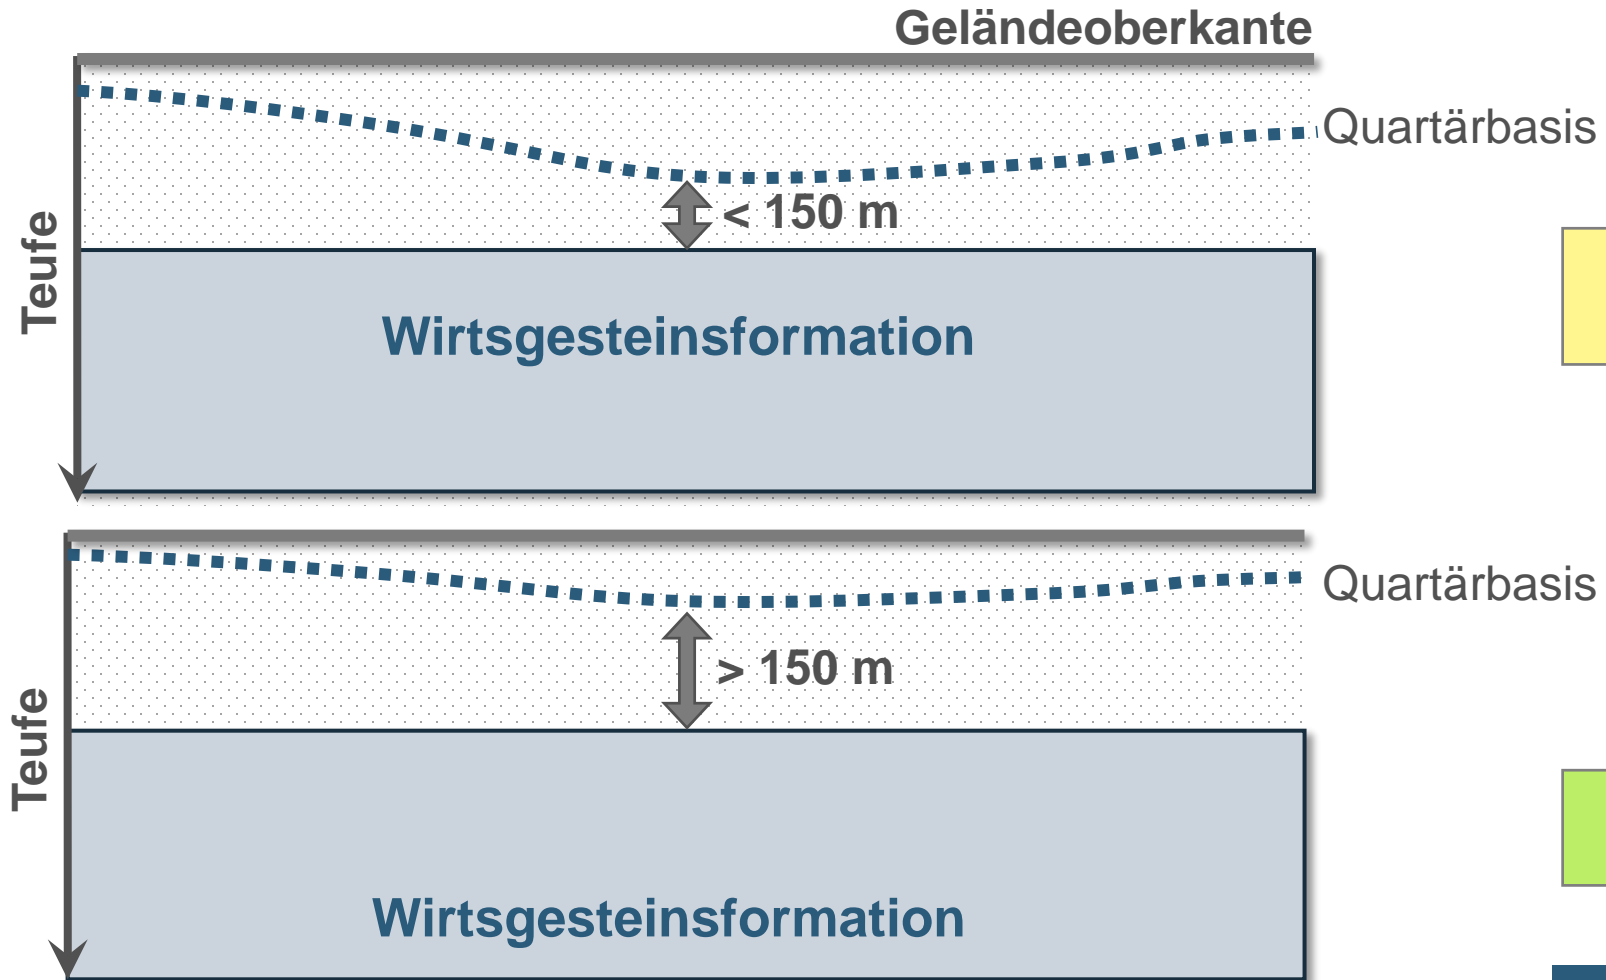 Geländeoberkante
Quartärbasis
< 150 m
Teufe
Wirtsgesteinsformation
Quartärbasis
> 150 m
Teufe
Wirtsgesteinsformation